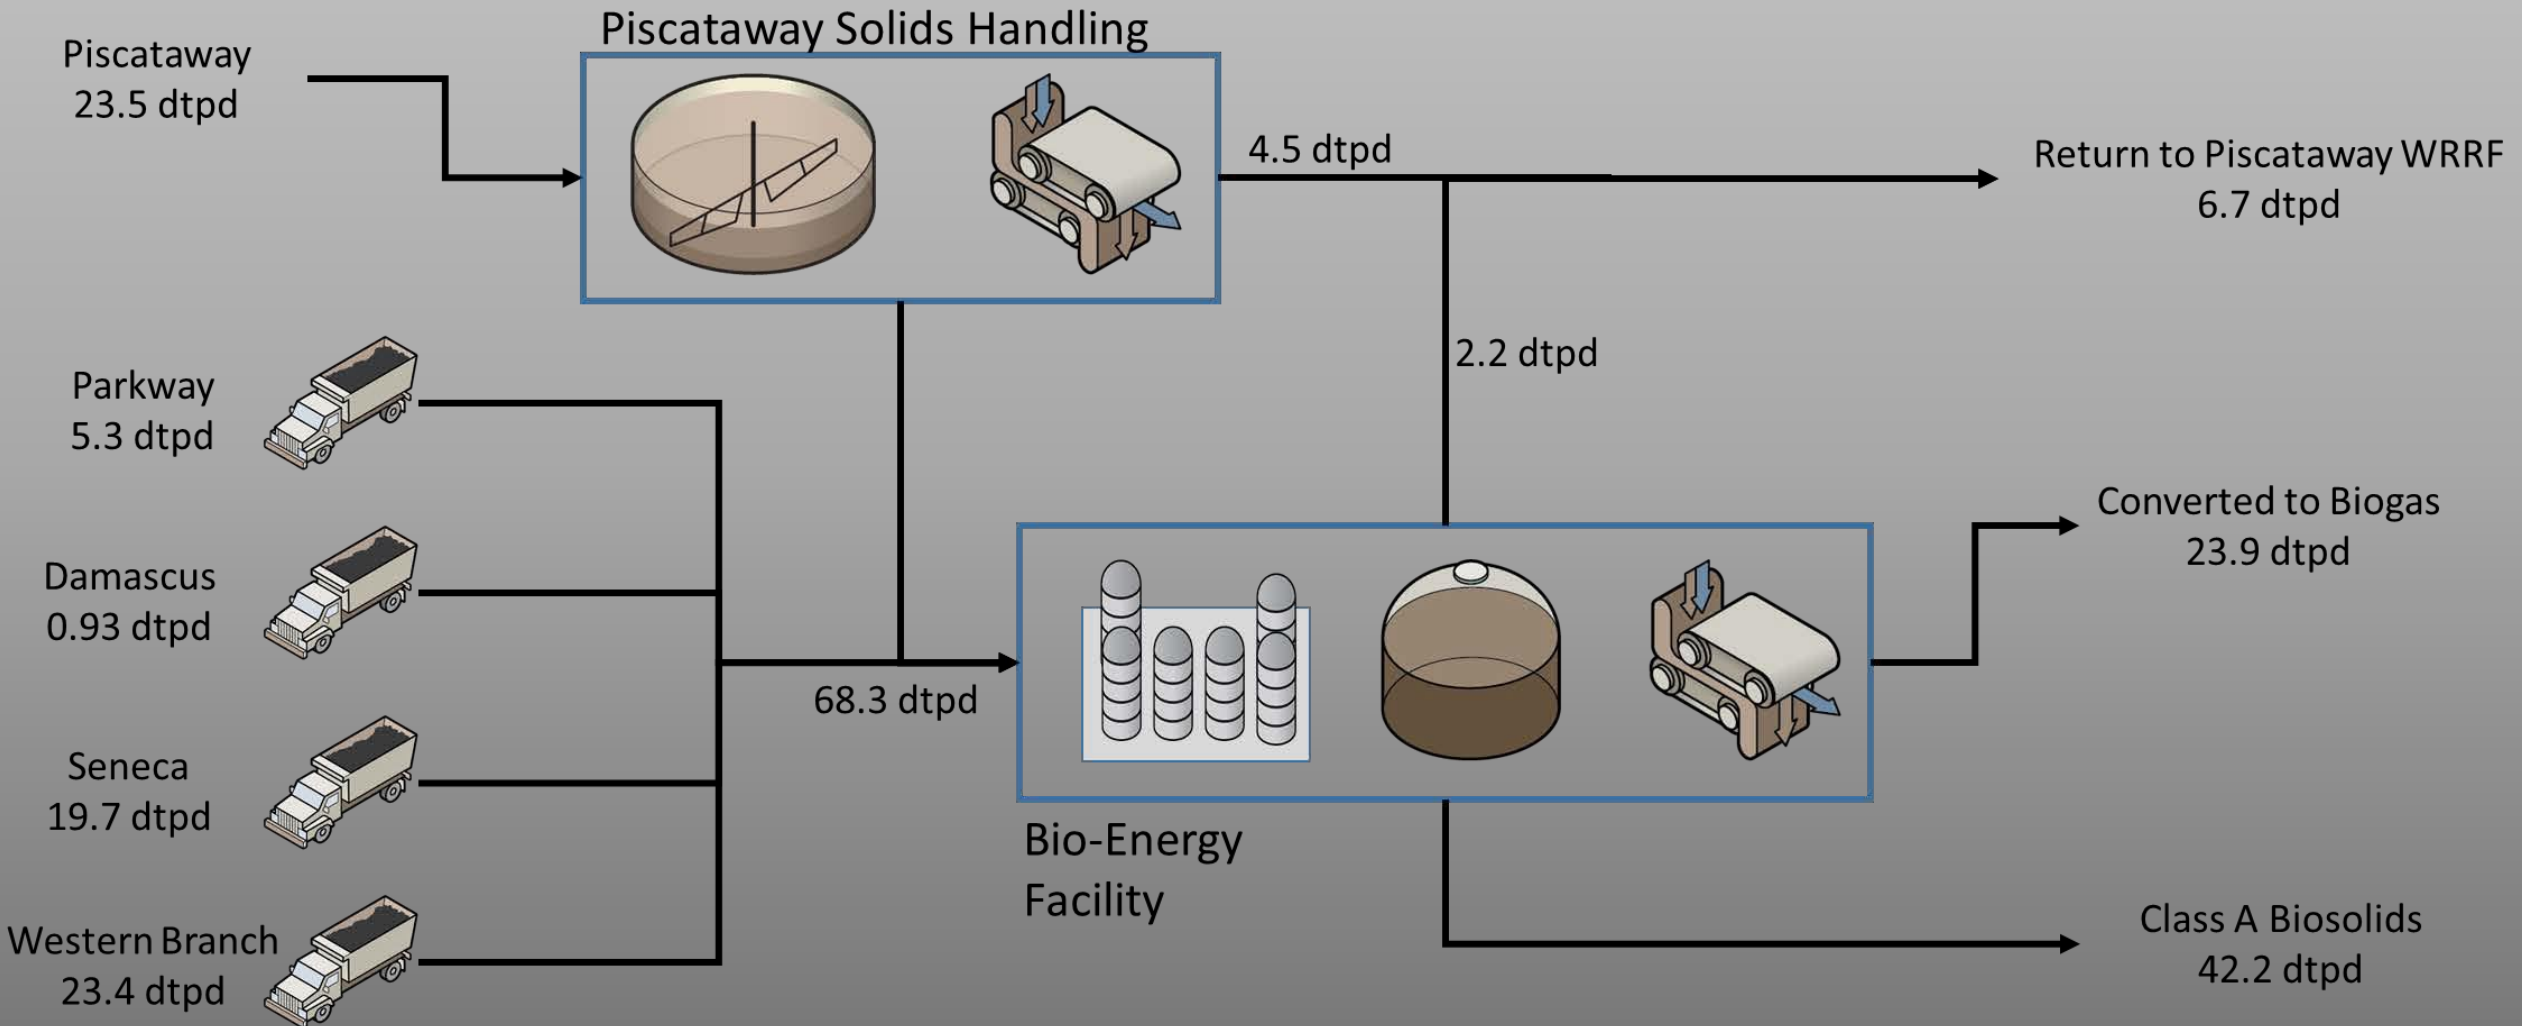 Piscataway Solids Handling
Piscataway
23.5 dtpd
4.5 dtpd
Return to Piscataway WRRF
6.7 dtpd
Parkway
5.3 dtpd
2.2 dtpd
Damascus
0.93 dtpd
Converted to Biogas
23.9 dtpd
68.3 dtpd
Seneca
19.7 dtpd
Bio-Energy
Facility
Western Branch
23.4 dtpd
Class A Biosolids
42.2 dtpd